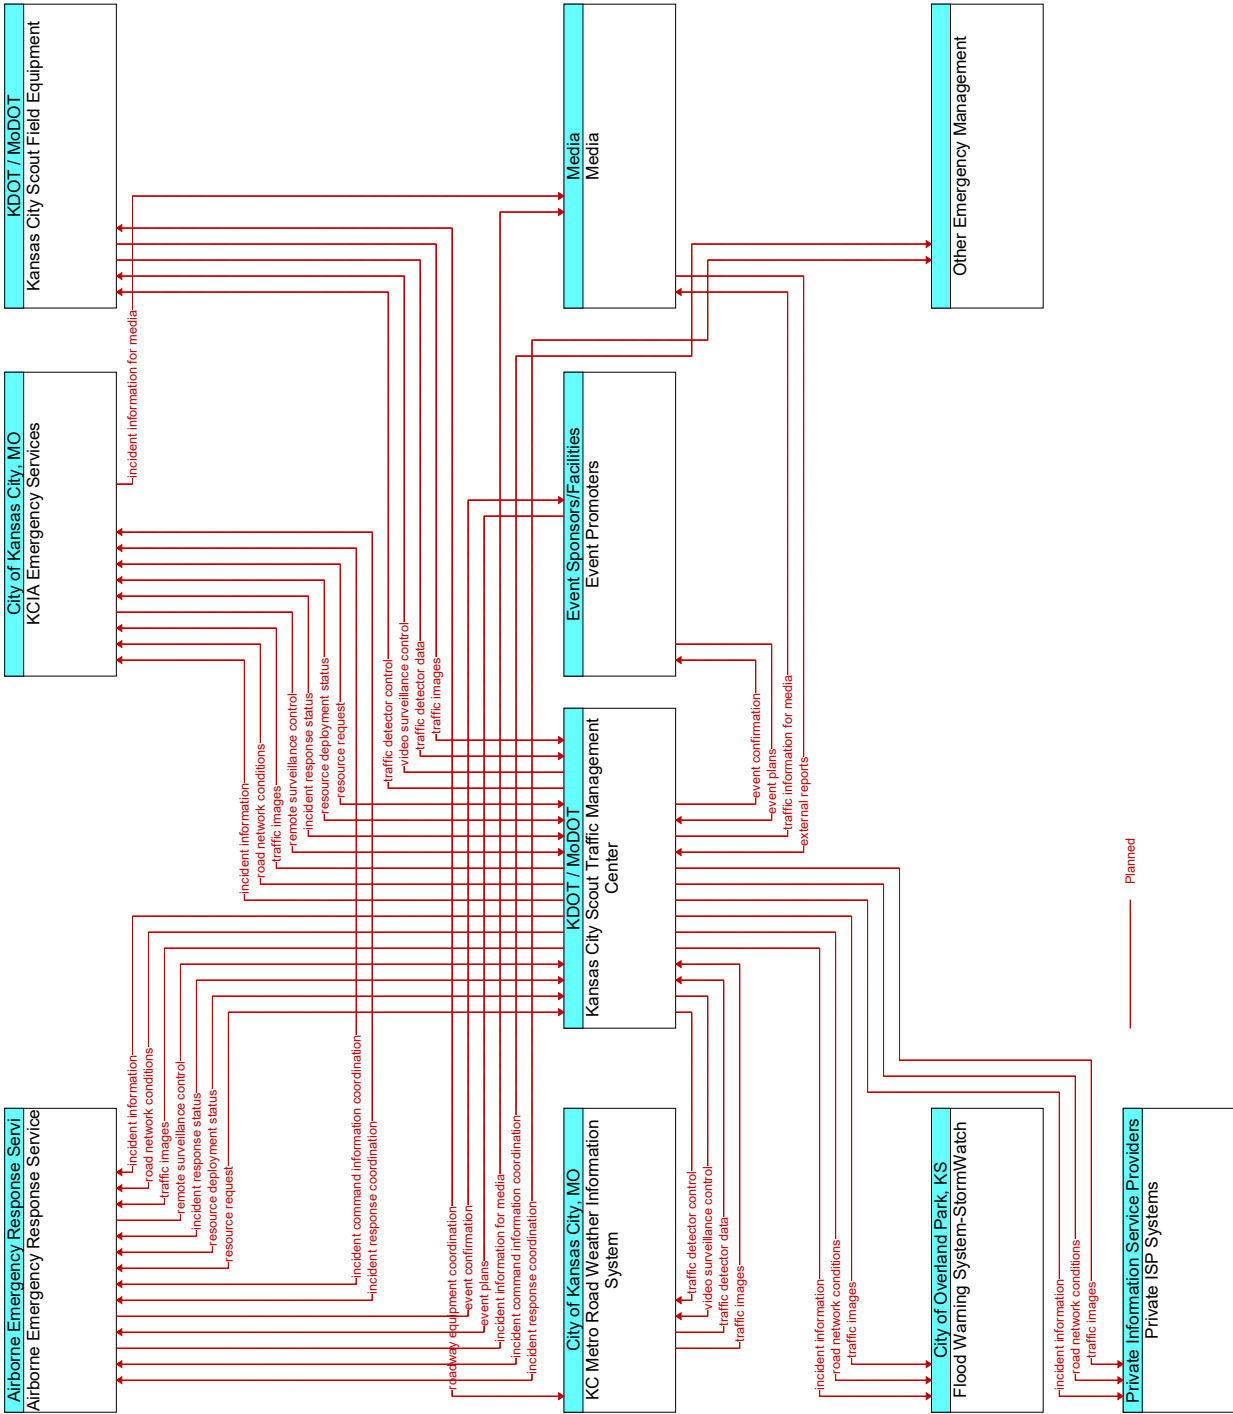 KDOT / MoDOT
Kansas City Scout Field Equipment
City of Kansas City, MO
KCIA Emergency Services
Airborne Emergency Response Servi
Airborne Emergency Response Service
Media
Media
Event Sponsors/Facilities
Event Promoters
KDOT / MoDOT
Kansas City Scout Traffic Management
Center
City of Kansas City, MO
KC Metro Road Weather Information
System
Other Emergency Management
City of Overland Park, KS
Flood Warning System-StormWatch
Private Information Service Providers
Private ISP Systems
incident information for media
traffic detector control
video surveillance control
traffic detector data
traffic images
incident information
road network conditions
traffic images
remote surveillance control
incident response status
resource deployment status
resource request
incident information
road network conditions
traffic images
remote surveillance control
incident response status
resource deployment status
resource request
incident command information coordination
incident response coordination
roadway equipment coordination
event confirmation
event plans
incident information for media
incident command information coordination
incident response coordination
event confirmation
event plans
traffic information for media
external reports
traffic detector control
video surveillance control
traffic detector data
traffic images
incident information
road network conditions
traffic images
incident information
road network conditions
traffic images
Planned